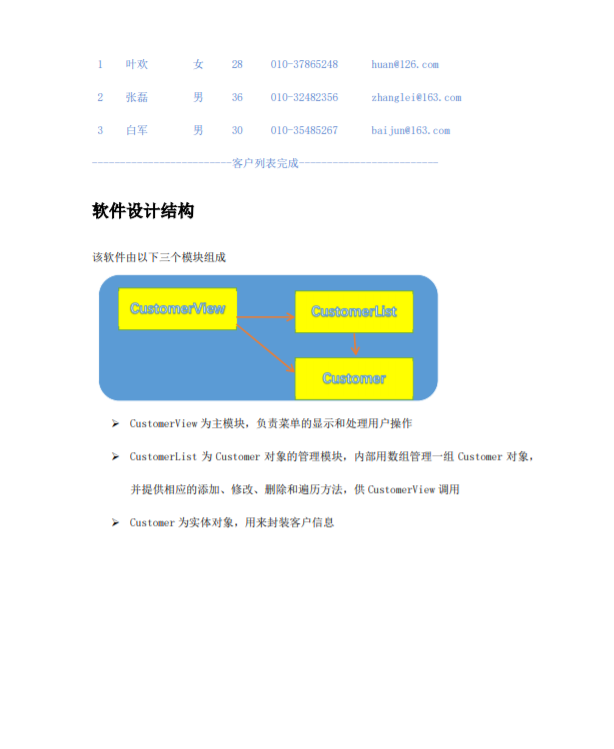 1 叶欢 女 28 010-37865248 huan@126.com
2 张磊 男 36 010-32482356 zhanglei@163.com
3 白军 男 30 010-35485267 baijun@163.com
-------------------------客户列表完成-------------------------
软件设计结构
该软件由以下三个模块组成
CustomerView
CustomerList
Customer
➢ CustomerView 为主模块，负责菜单的显示和处理用户操作
➢ CustomerList 为 Customer 对象的管理模块，内部用数组管理一组 Customer 对象，
并提供相应的添加、修改、删除和遍历方法，供 CustomerView 调用
➢ Customer 为实体对象，用来封装客户信息